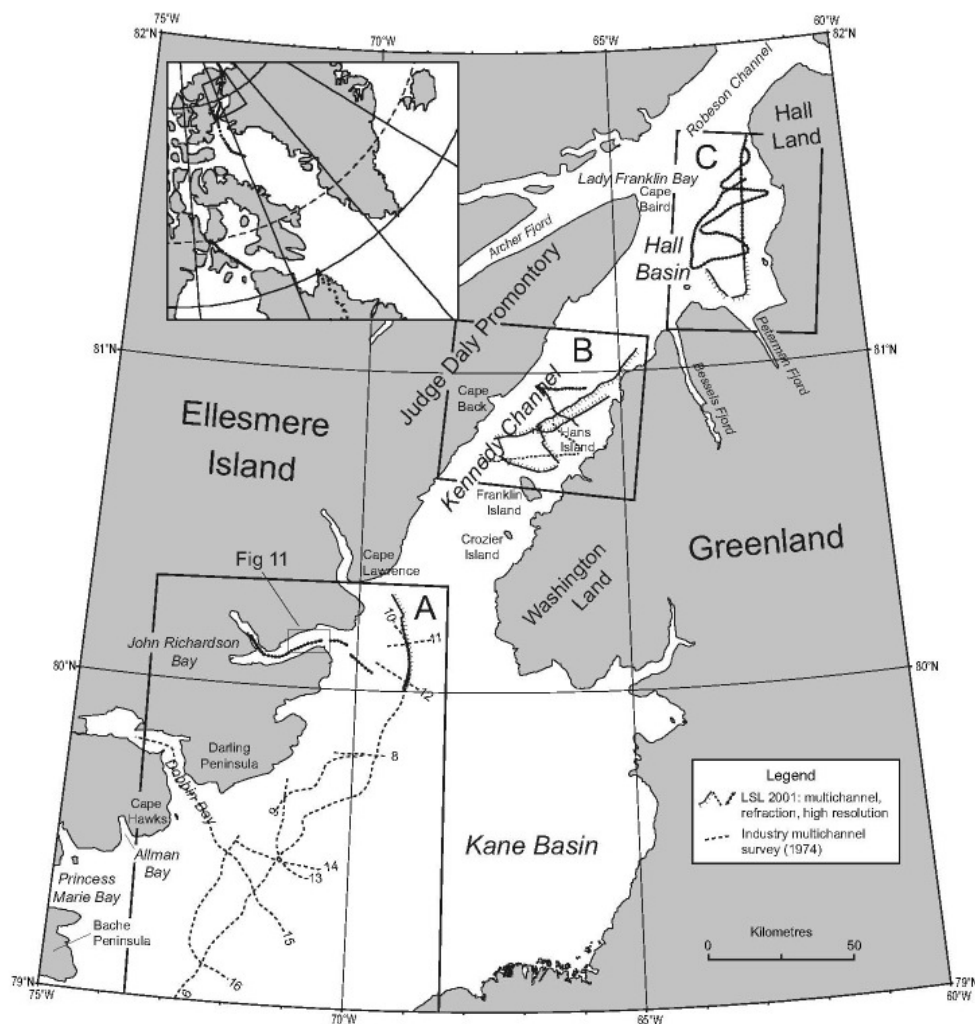 75°W
70°W
65°W
60°W
82°N
82°N
Robeson Channel
Hall
Land
C
Lady Franklin Bay
Cape
Baird
Archer Fjord
Hall
Basin
Judge Daly Promontory
81°N
81°N
B
Peterman Fjord
Bessels Fjord
Cape
Back
Kennedy Channel
Hans
Island
Ellesmere
Island
Franklin
Island
Crozier
Island
Greenland
Washington
Land
Fig 11
Cape
Lawrence
A
10
11
John Richardson
Bay
12
80°N
80°N
Darling
Peninsula
8
Dobbin Bay
9
Cape
Hawks
Allman
Bay
14
13
Kane Basin
Princess
Marie Bay
Bache
Peninsula
15
16
6
Legend
LSL 2001: multichannel,
refraction, high resolution
Industry multichannel
survey (1974)
Kilometres
0
50
79°N
75°W
70°W
65°W
79°N
60°W